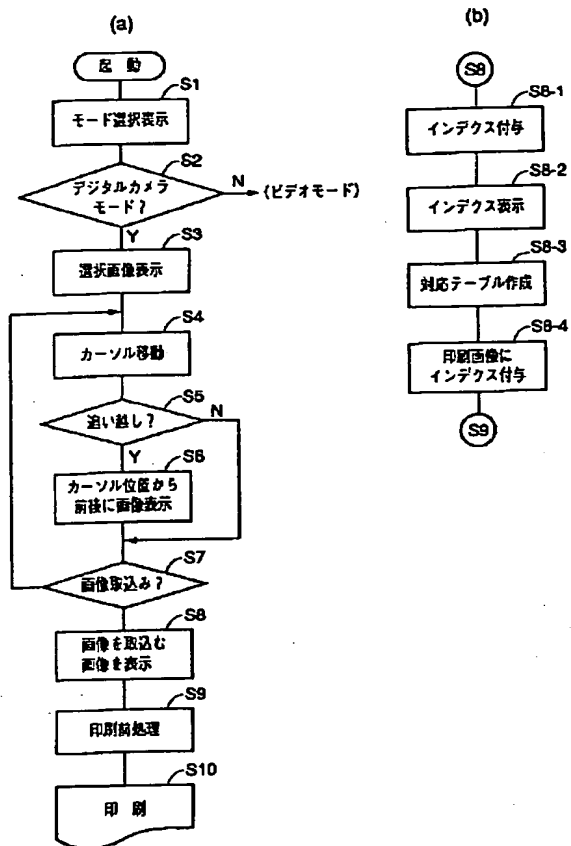 (a)
起動
S1
モード選択表示
S2
デジタルカメラ
モード?
N
(ビデオモード)
Y
S3
選択画像表示
S4
カーソル移動
S5
追い越し?
N
Y
S6
カーソル位置から
前後に画像表示
S7
画像取込み?
S8
画像を取込む
画像を表示
S9
印刷前処理
S10
印刷
(b)
S8
S8-1
インデクス付与
S8-2
インデクス表示
S8-3
対応テーブル作成
S8-4
印刷画像に
インデクス付与
S9